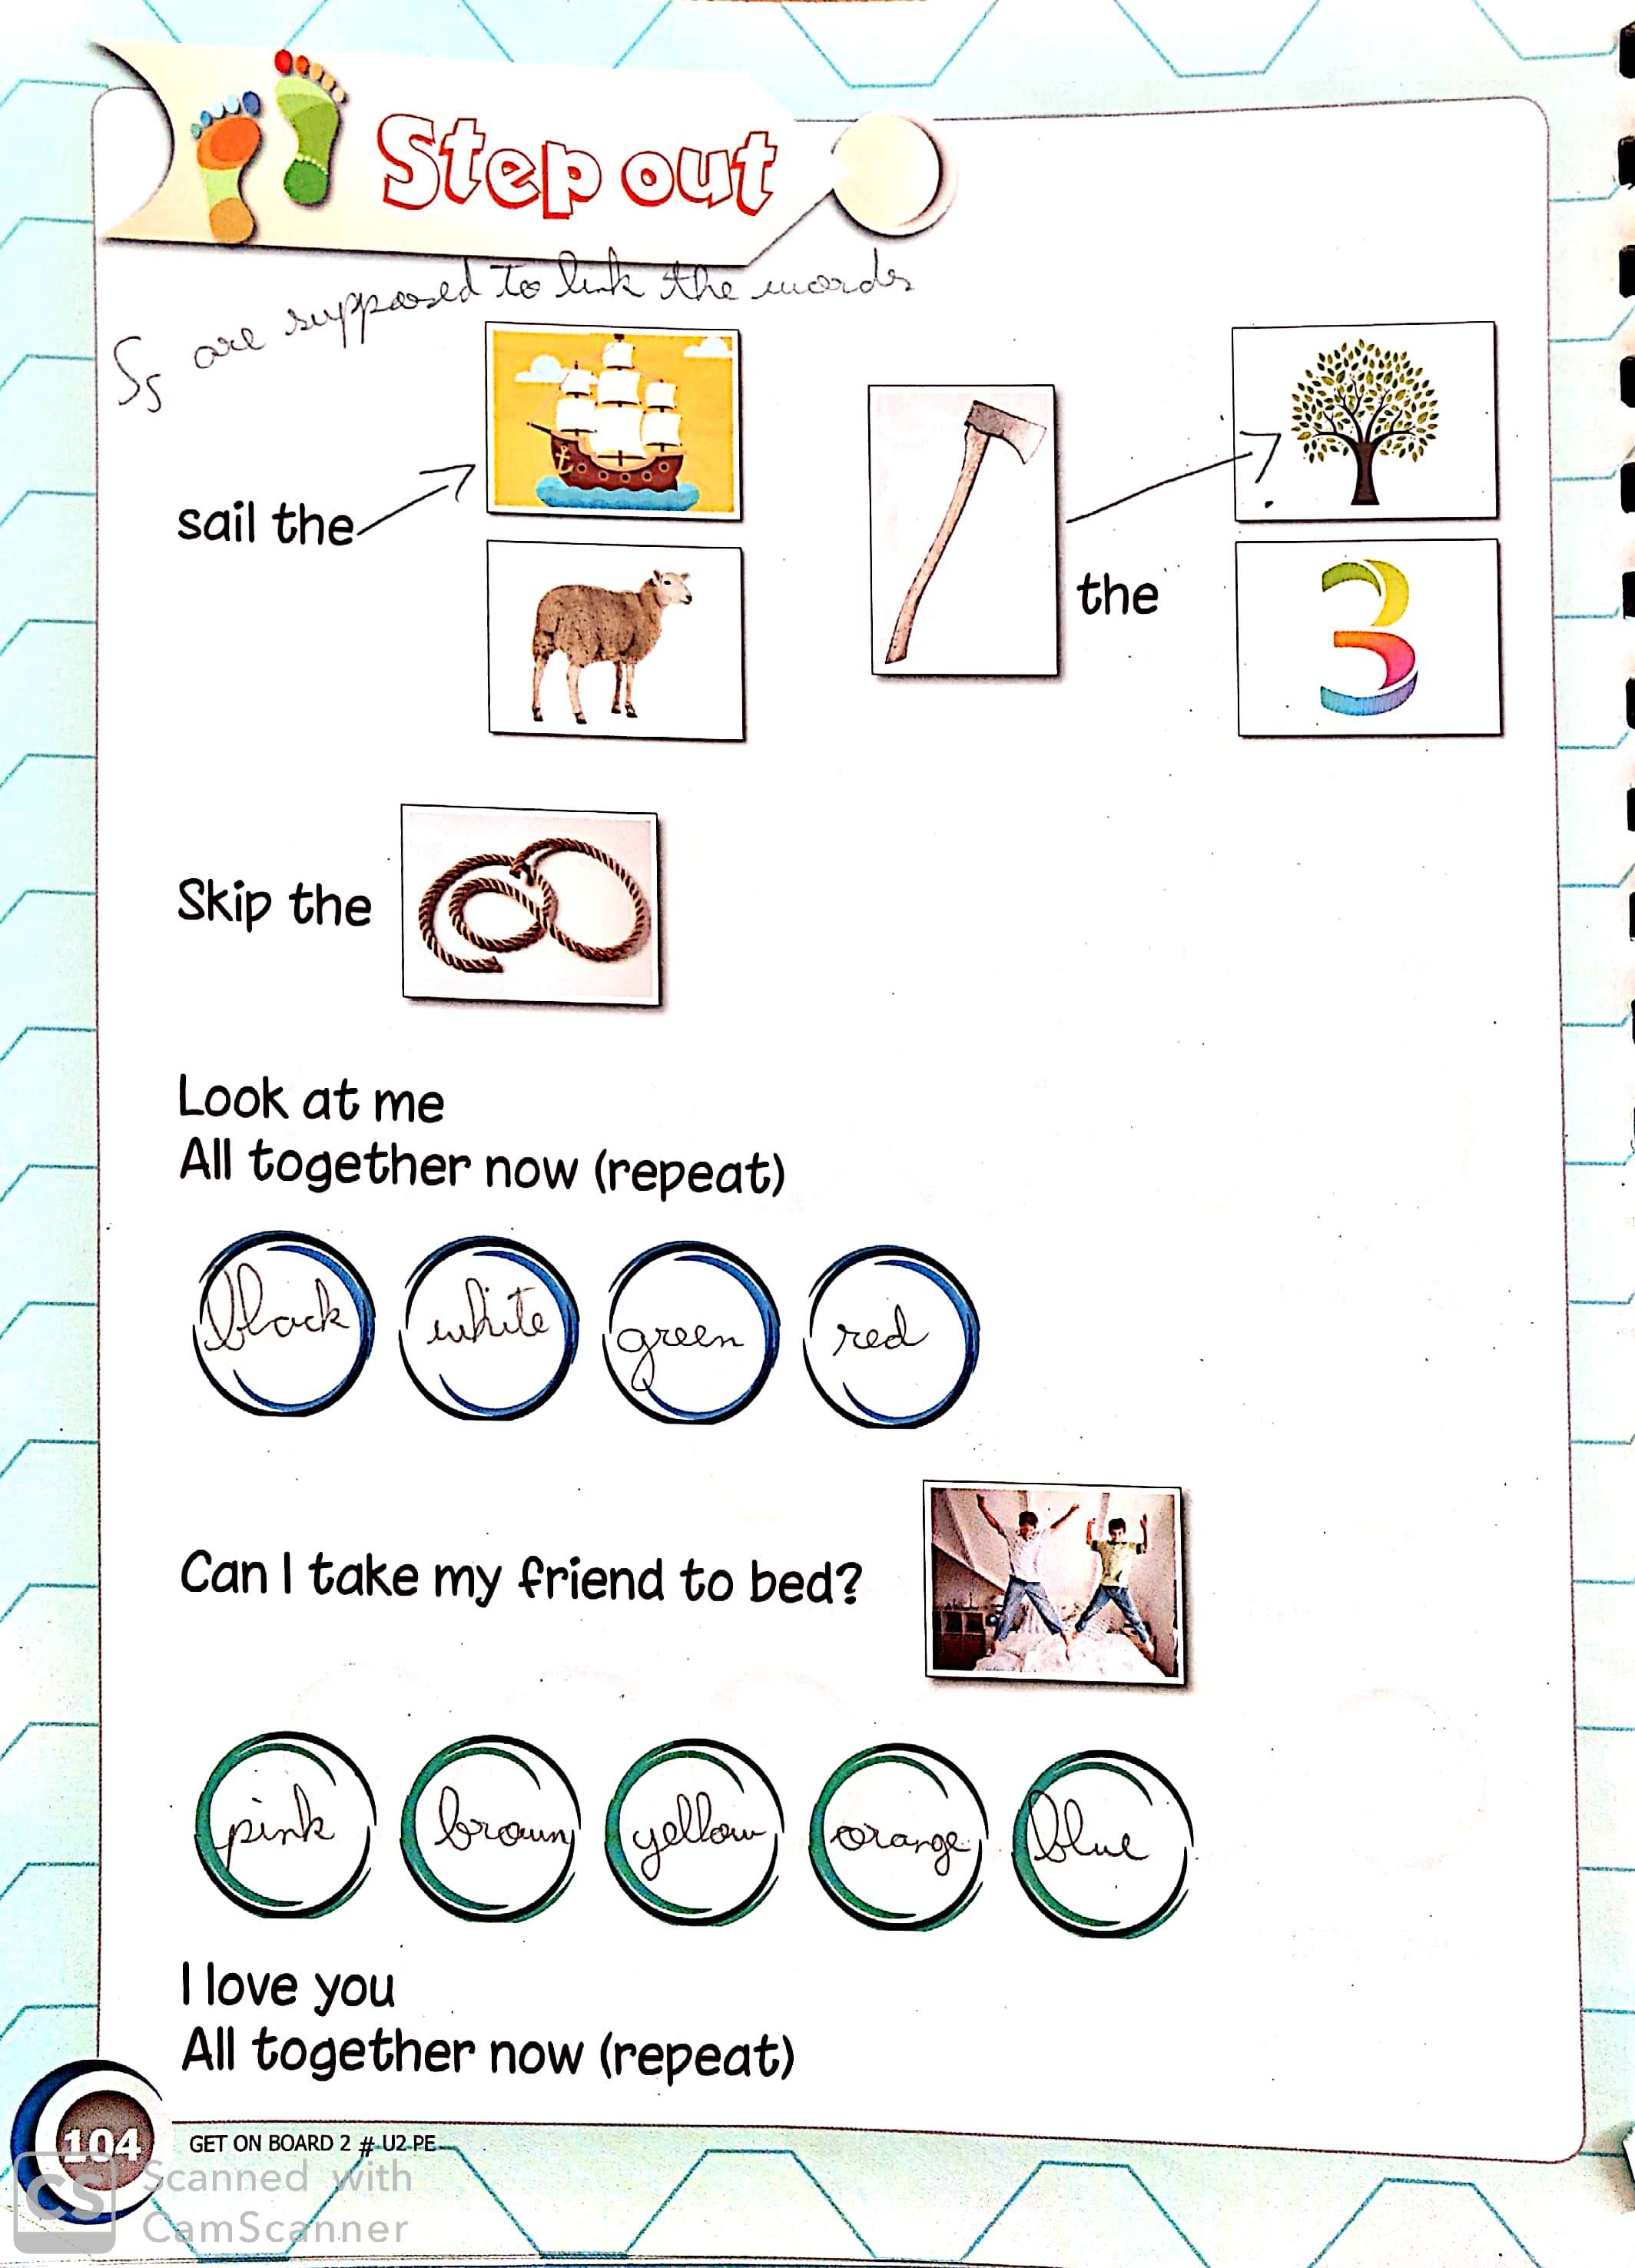 Step out
Ss are supposed to link the words
sail the
the
3
Skip the
Look at me
All together now (repeat)
black white green red
Can I take my friend to bed?
pink brown yellow orange blue
I love you
All together now (repeat)
104 GET ON BOARD 2 # U2 PE
CS Scanned with
CamScanner